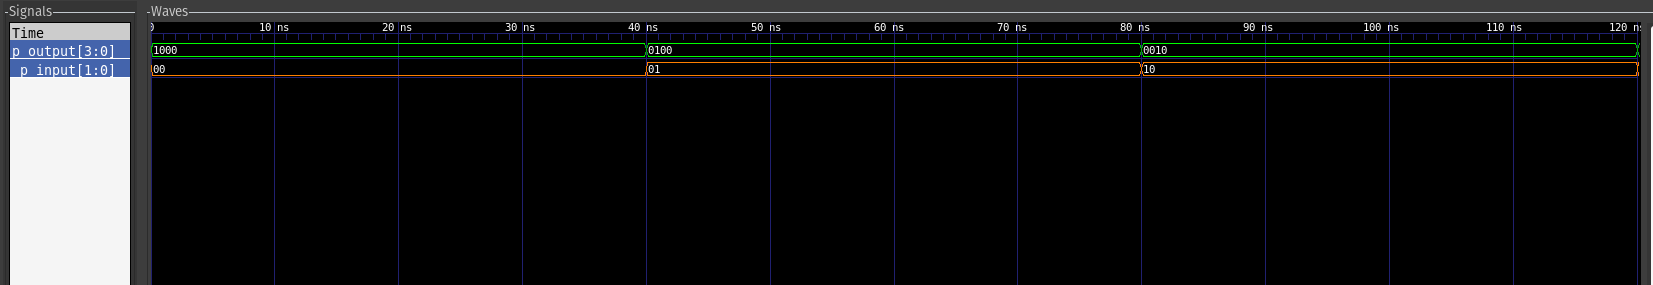 Signals
Waves
Time
0 10 ns 20 ns 30 ns 40 ns 50 ns 60 ns 70 ns 80 ns 90 ns 100 ns 110 ns 120 ns
p_output[3:0] 1000 0100 0010
p_input[1:0] 00 01 10